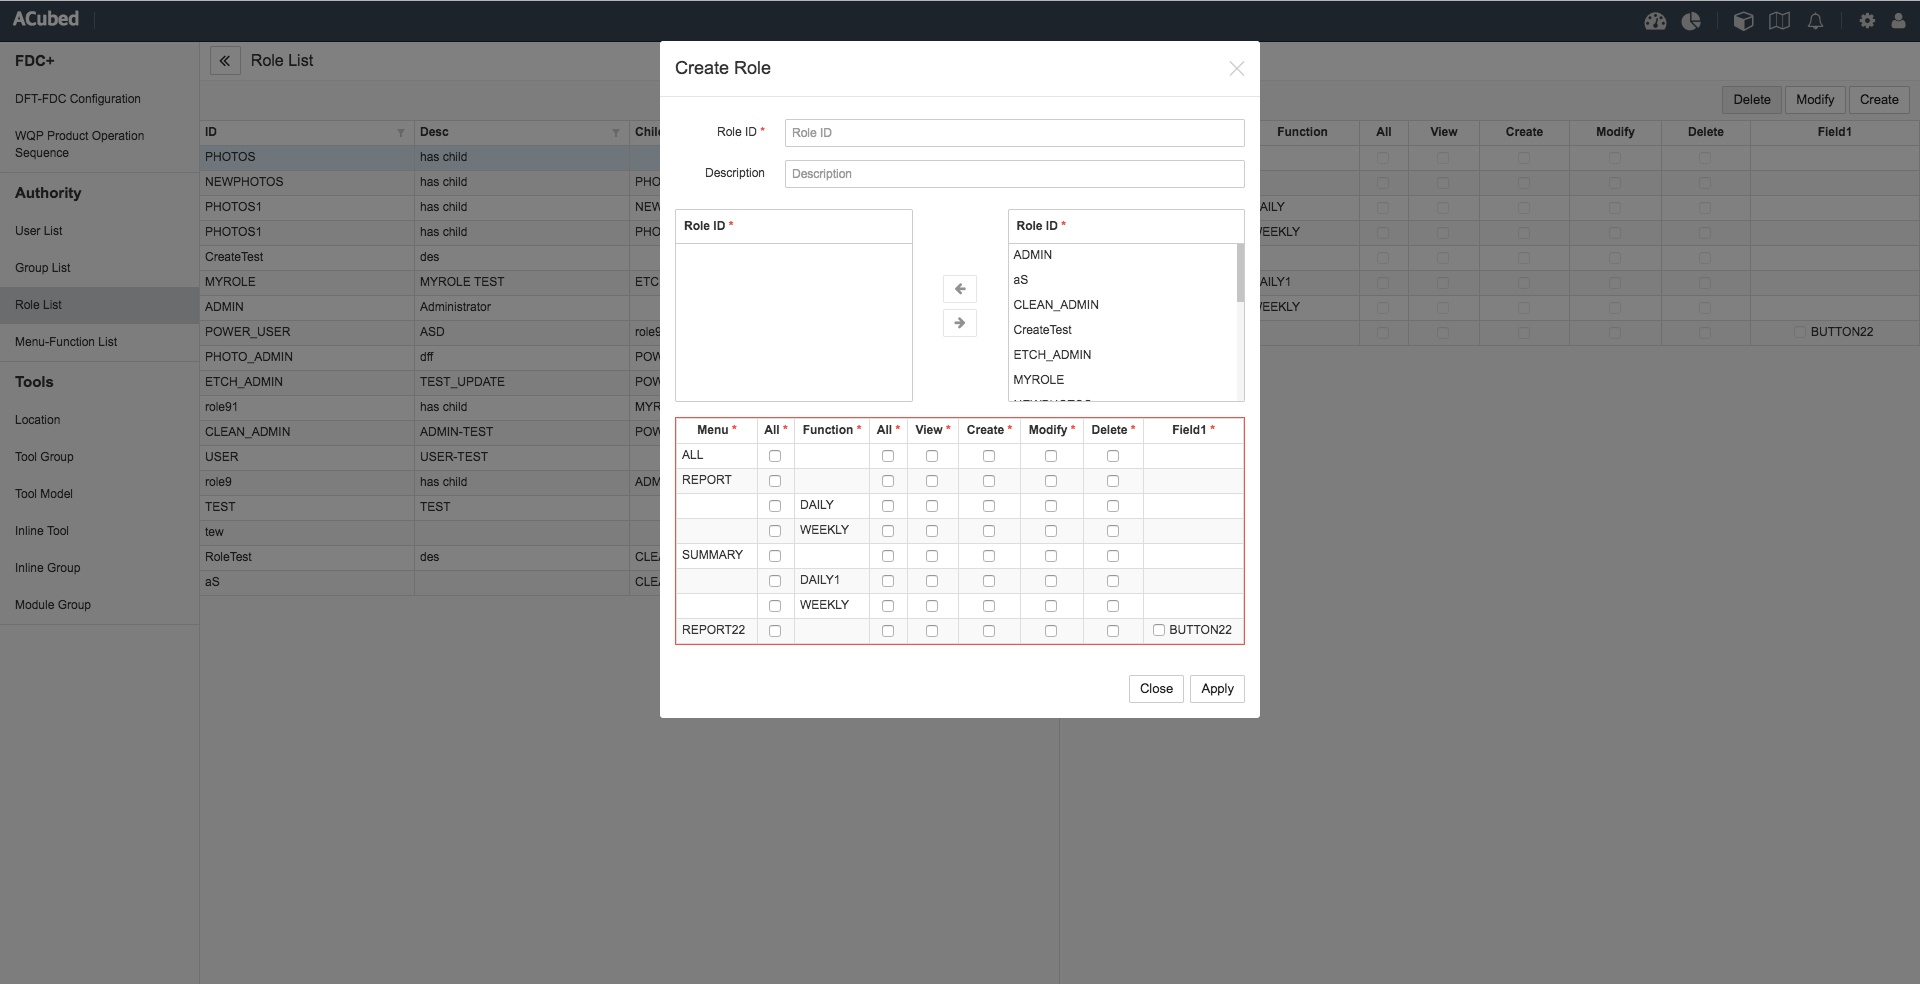 ACubed
FDC+
DFT-FDC Configuration
WQP Product Operation
Sequence
Authority
User List
Group List
Role List
Menu-Function List
Tools
Location
Tool Group
Tool Model
Inline Tool
Inline Group
Module Group
Role List
Delete Modify Create
ID Desc
PHOTOS has child
NEWPHOTOS has child PHO
PHOTOS1 has child NEW
PHOTOS1 has child PHO
CreateTest des
MYROLE MYROLE TEST ETC
ADMIN Administrator
POWER_USER ASD role9
PHOTO_ADMIN dff POW
ETCH_ADMIN TEST_UPDATE POW
role91 has child MYR
CLEAN_ADMIN ADMIN-TEST POW
USER USER-TEST
role9 has child ADM
TEST TEST
tew
RoleTest des CLE
aS CLE
Function All View Create Modify Delete Field1
AILY
EEKLY
AILY1
EEKLY
BUTTON22
Create Role
Role ID * Role ID
Description Description
Role ID * Role ID *
ADMIN
aS
CLEAN_ADMIN
CreateTest
ETCH_ADMIN
MYROLE
Menu * All * Function * All * View * Create * Modify * Delete * Field1 *
ALL
REPORT
DAILY
WEEKLY
SUMMARY
DAILY1
WEEKLY
REPORT22 BUTTON22
Close Apply